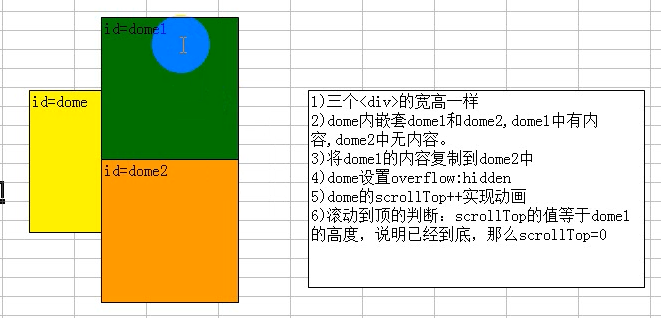 id=dome1
id=dome
id=dome2
1)三个<div>的宽高一样
2)dome内嵌套dome1和dome2,dome1中有内
容,dome2中无内容。
3)将dome1的内容复制到dome2中
4)dome设置overflow:hidden
5)dome的scrollTop++实现动画
6)滚动到顶的判断：scrollTop的值等于dome1
的高度，说明已经到底，那么scrollTop=0